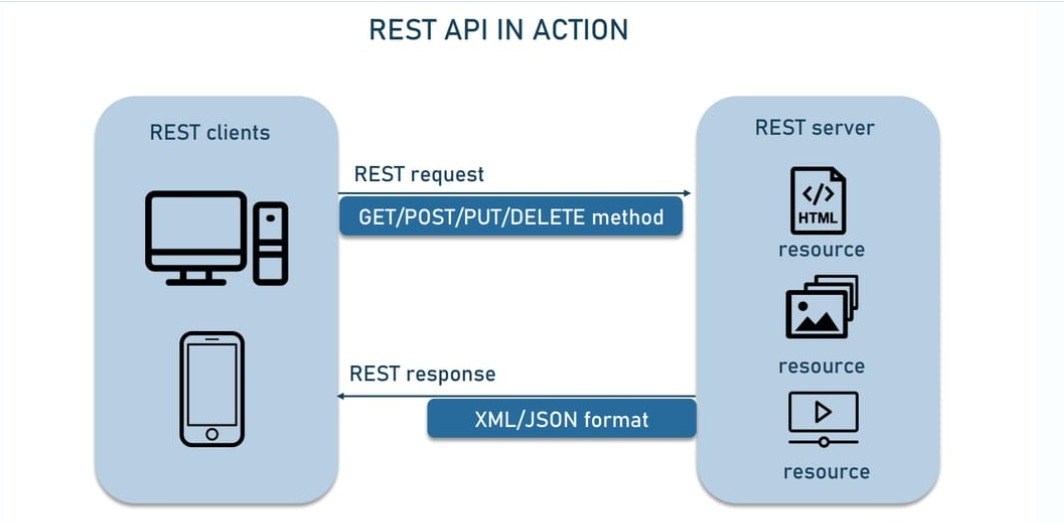 REST API IN ACTION
REST clients
REST request
GET/POST/PUT/DELETE method
REST response
XML/JSON format
REST server
</>
HTML
resource
resource
resource